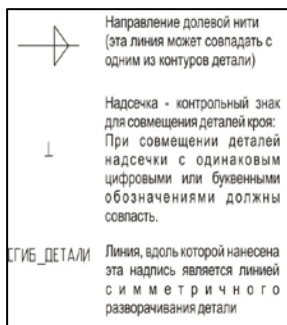 Направление долевой нити
(эта линия может совпадать с
одним из контуров детали)
Надсечка - контрольный знак
для совмещения деталей кроя:
При совмещении деталей
надсечки с одинаковым
цифровыми или буквенными
обозначениями должны
совпасть.
СГИБ_ДЕТАЛИ
Линия, вдоль которой нанесена
эта надпись является линией
симметричного
разворачивания детали